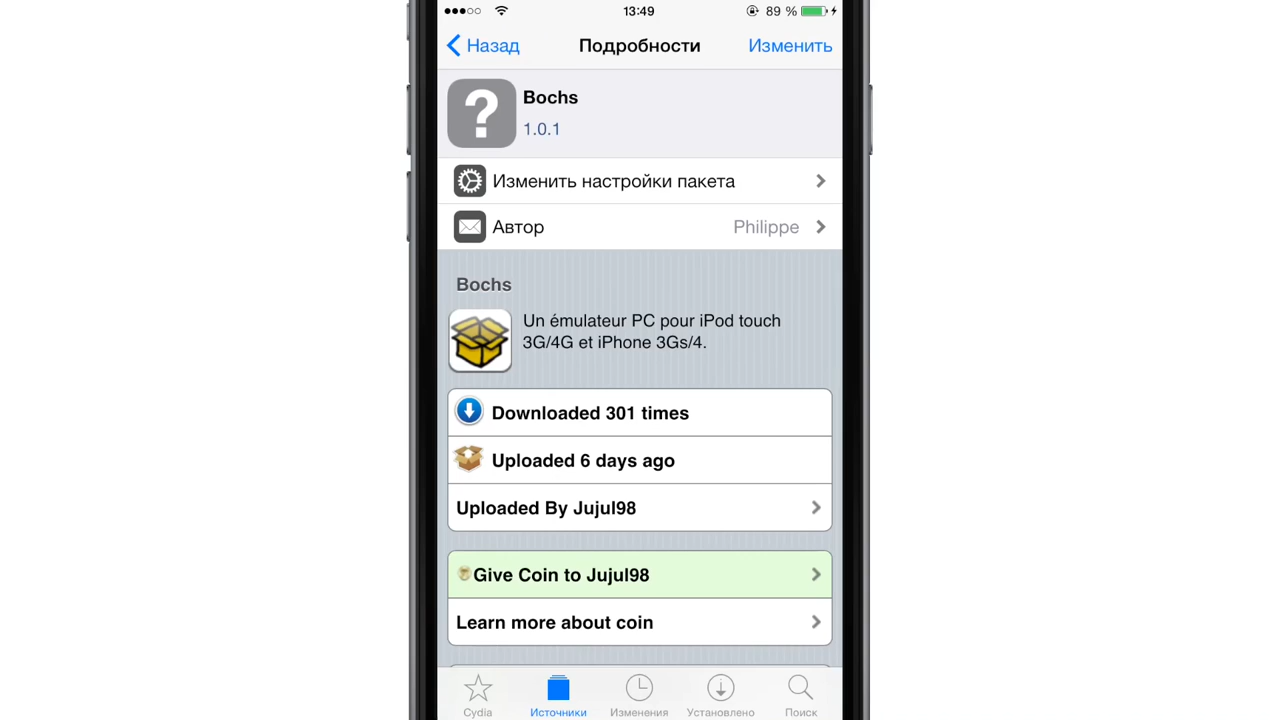 13:49
89 %
Назад
Подробности
Изменить
Bochs
1.0.1
Изменить настройки пакета
Автор
Philippe
Bochs
Un émulateur PC pour iPod touch
3G/4G et iPhone 3Gs/4.
Downloaded 301 times
Uploaded 6 days ago
Uploaded By Jujul98
Give Coin to Jujul98
Learn more about coin
Cydia
Источники
Изменения
Установлено
Поиск